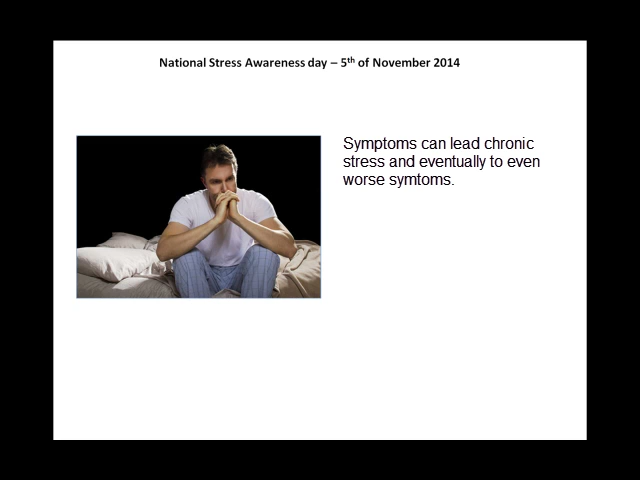 National Stress Awareness day – 5th of November 2014
Symptoms can lead chronic
stress and eventually to even
worse symtoms.